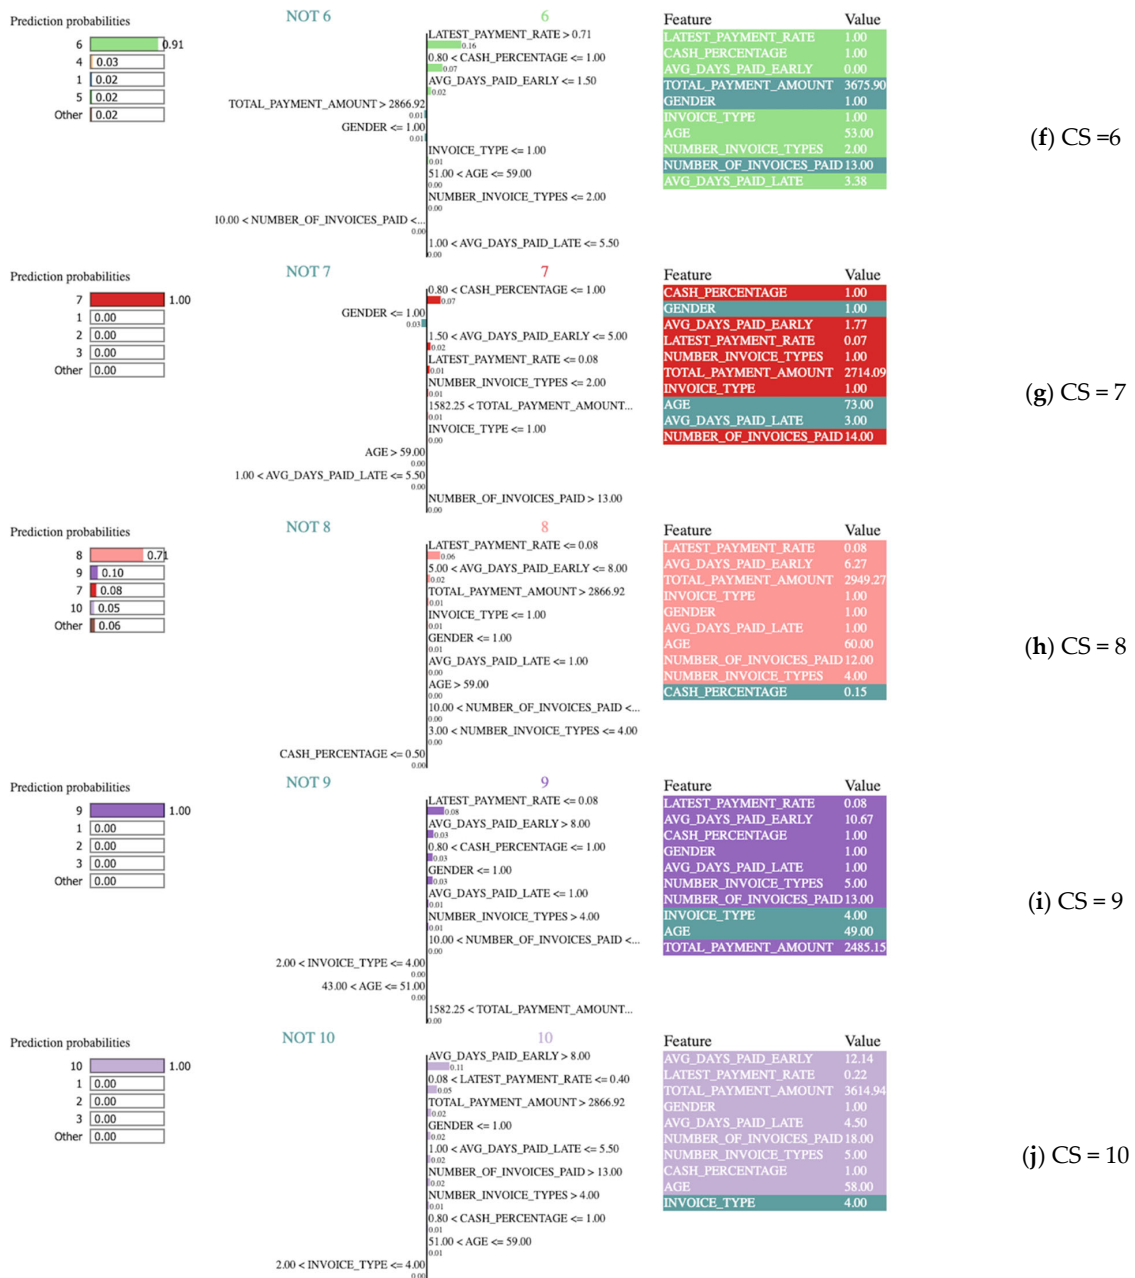 Prediction probabilities
6 0.91
4 0.03
1 0.02
5 0.02
Other 0.02
NOT 6
6
LATEST_PAYMENT_RATE > 0.71
0.16
0.80 < CASH_PERCENTAGE <= 1.00
0.07
AVG_DAYS_PAID_EARLY <= 1.50
0.02
TOTAL_PAYMENT_AMOUNT > 2866.92
0.01
GENDER <= 1.00
0.01
INVOICE_TYPE <= 1.00
0.01
51.00 < AGE <= 59.00
0.00
NUMBER_INVOICE_TYPES <= 2.00
0.00
10.00 < NUMBER_OF_INVOICES_PAID <...
0.00
1.00 < AVG_DAYS_PAID_LATE <= 5.50
0.00
Feature Value
LATEST_PAYMENT_RATE 1.00
CASH_PERCENTAGE 1.00
AVG_DAYS_PAID_EARLY 0.00
TOTAL_PAYMENT_AMOUNT 3675.90
GENDER 1.00
INVOICE_TYPE 1.00
AGE 53.00
NUMBER_INVOICE_TYPES 2.00
NUMBER_OF_INVOICES_PAID 13.00
AVG_DAYS_PAID_LATE 3.38
(f) CS =6
Prediction probabilities
7 1.00
1 0.00
2 0.00
3 0.00
Other 0.00
NOT 7
7
0.80 < CASH_PERCENTAGE <= 1.00
0.07
GENDER <= 1.00
0.03
1.50 < AVG_DAYS_PAID_EARLY <= 5.00
0.02
LATEST_PAYMENT_RATE <= 0.08
0.01
NUMBER_INVOICE_TYPES <= 2.00
0.01
1582.25 < TOTAL_PAYMENT_AMOUNT...
0.01
INVOICE_TYPE <= 1.00
0.00
AGE > 59.00
0.00
1.00 < AVG_DAYS_PAID_LATE <= 5.50
0.00
NUMBER_OF_INVOICES_PAID > 13.00
0.00
Feature Value
CASH_PERCENTAGE 1.00
GENDER 1.00
AVG_DAYS_PAID_EARLY 1.77
LATEST_PAYMENT_RATE 0.07
NUMBER_INVOICE_TYPES 1.00
TOTAL_PAYMENT_AMOUNT 2714.09
INVOICE_TYPE 1.00
AGE 73.00
AVG_DAYS_PAID_LATE 3.00
NUMBER_OF_INVOICES_PAID 14.00
(g) CS = 7
Prediction probabilities
8 0.71
9 0.10
7 0.08
10 0.05
Other 0.06
NOT 8
8
LATEST_PAYMENT_RATE <= 0.08
0.06
5.00 < AVG_DAYS_PAID_EARLY <= 8.00
0.02
TOTAL_PAYMENT_AMOUNT > 2866.92
0.01
INVOICE_TYPE <= 1.00
0.01
GENDER <= 1.00
0.01
AVG_DAYS_PAID_LATE <= 1.00
0.00
AGE > 59.00
0.00
10.00 < NUMBER_OF_INVOICES_PAID <...
0.00
3.00 < NUMBER_INVOICE_TYPES <= 4.00
0.00
CASH_PERCENTAGE <= 0.50
0.00
Feature Value
LATEST_PAYMENT_RATE 0.08
AVG_DAYS_PAID_EARLY 6.27
TOTAL_PAYMENT_AMOUNT 2949.27
INVOICE_TYPE 1.00
GENDER 1.00
AVG_DAYS_PAID_LATE 1.00
AGE 60.00
NUMBER_OF_INVOICES_PAID 12.00
NUMBER_INVOICE_TYPES 4.00
CASH_PERCENTAGE 0.15
(h) CS = 8
Prediction probabilities
9 1.00
1 0.00
2 0.00
3 0.00
Other 0.00
NOT 9
9
LATEST_PAYMENT_RATE <= 0.08
0.08
AVG_DAYS_PAID_EARLY > 8.00
0.03
0.80 < CASH_PERCENTAGE <= 1.00
0.03
GENDER <= 1.00
0.03
AVG_DAYS_PAID_LATE <= 1.00
0.01
NUMBER_INVOICE_TYPES > 4.00
0.01
10.00 < NUMBER_OF_INVOICES_PAID <...
0.00
2.00 < INVOICE_TYPE <= 4.00
0.00
43.00 < AGE <= 51.00
0.00
1582.25 < TOTAL_PAYMENT_AMOUNT...
0.00
Feature Value
LATEST_PAYMENT_RATE 0.08
AVG_DAYS_PAID_EARLY 10.67
CASH_PERCENTAGE 1.00
GENDER 1.00
AVG_DAYS_PAID_LATE 1.00
NUMBER_INVOICE_TYPES 5.00
NUMBER_OF_INVOICES_PAID 13.00
INVOICE_TYPE 4.00
AGE 49.00
TOTAL_PAYMENT_AMOUNT 2485.15
(i) CS = 9
Prediction probabilities
10 1.00
1 0.00
2 0.00
3 0.00
Other 0.00
NOT 10
10
AVG_DAYS_PAID_EARLY > 8.00
0.11
0.08 < LATEST_PAYMENT_RATE <= 0.40
0.05
TOTAL_PAYMENT_AMOUNT > 2866.92
0.02
GENDER <= 1.00
0.02
1.00 < AVG_DAYS_PAID_LATE <= 5.50
0.02
NUMBER_OF_INVOICES_PAID > 13.00
0.02
NUMBER_INVOICE_TYPES > 4.00
0.01
0.80 < CASH_PERCENTAGE <= 1.00
0.01
51.00 < AGE <= 59.00
0.01
2.00 < INVOICE_TYPE <= 4.00
0.00
Feature Value
AVG_DAYS_PAID_EARLY 12.14
LATEST_PAYMENT_RATE 0.22
TOTAL_PAYMENT_AMOUNT 3614.94
GENDER 1.00
AVG_DAYS_PAID_LATE 4.50
NUMBER_OF_INVOICES_PAID 18.00
NUMBER_INVOICE_TYPES 5.00
CASH_PERCENTAGE 1.00
AGE 58.00
INVOICE_TYPE 4.00
(j) CS = 10